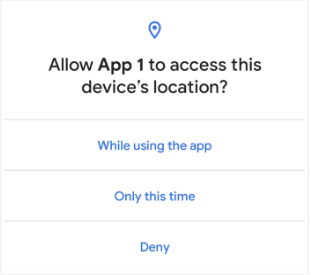 Allow App 1 to access this
device’s location?
While using the app
Only this time
Deny